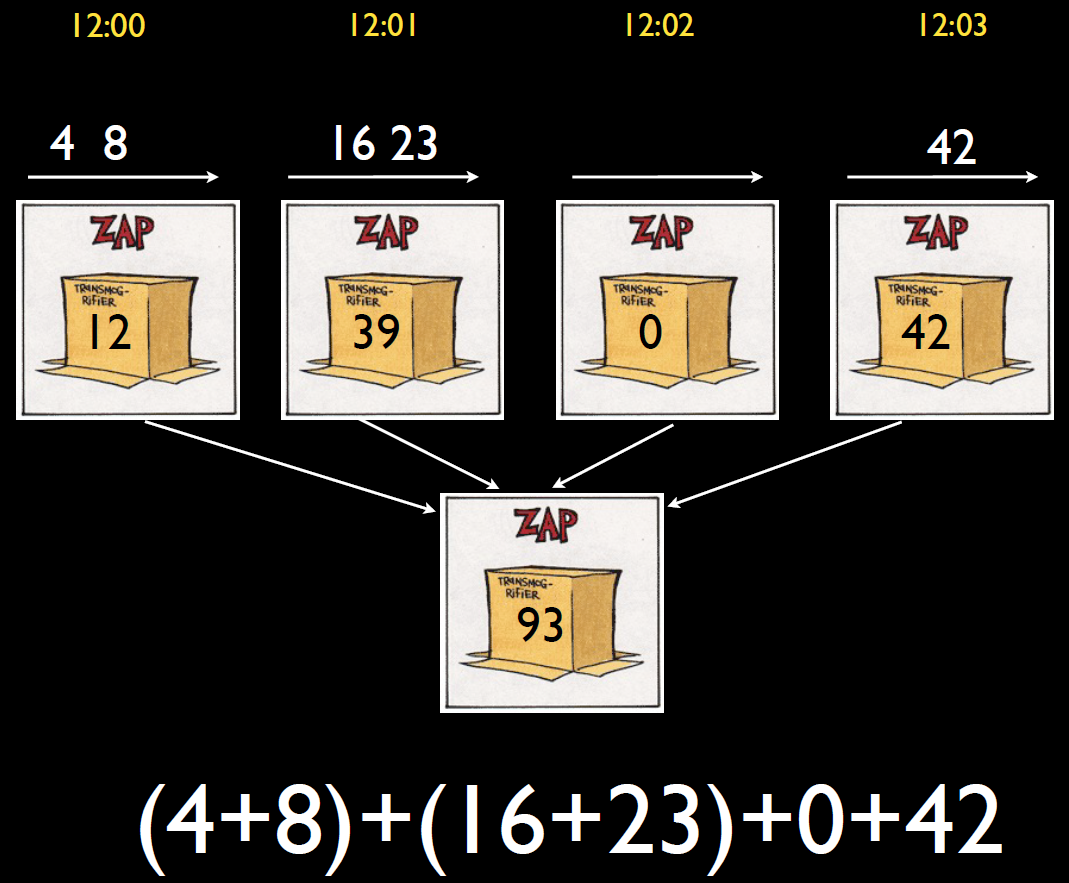 12:00 12:01 12:02 12:03
4 8 16 23 42
ZAP ZAP ZAP ZAP
TRANSMOG- TRANSMOG- TRANSMOG- TRANSMOG-
RIFIER RIFIER RIFIER RIFIER
12 39 0 42
ZAP
TRANSMOG-
RIFIER
93
(4+8)+(16+23)+0+42